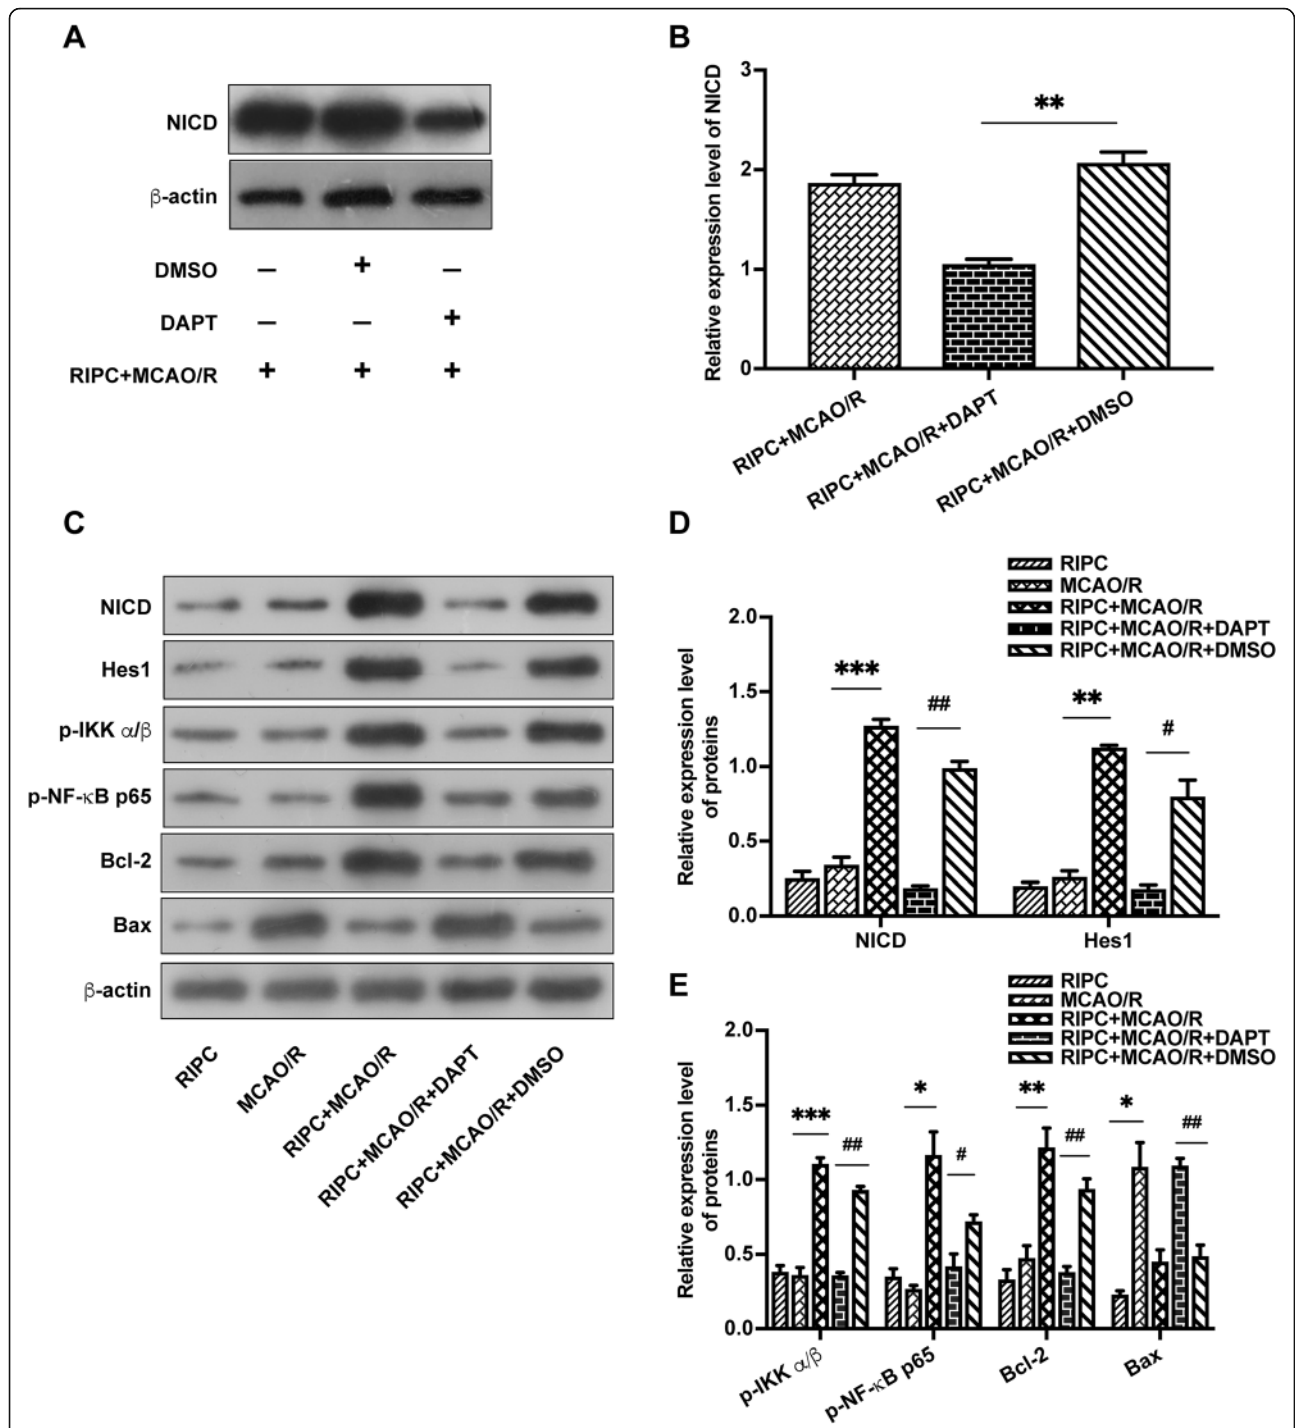 A
NICD
β-actin
DMSO – + –
DAPT – – +
RIPC+MCAO/R + + +
B
Relative expression level of NICD
3
2
1
0
**
RIPC+MCAO/R
RIPC+MCAO/R+DAPT
RIPC+MCAO/R+DMSO
C
NICD
Hes1
p-IKK α/β
p-NF-κB p65
Bcl-2
Bax
β-actin
RIPC
MCAO/R
RIPC+MCAO/R
RIPC+MCAO/R+DAPT
RIPC+MCAO/R+DMSO
D
RIPC
MCAO/R
RIPC+MCAO/R
RIPC+MCAO/R+DAPT
RIPC+MCAO/R+DMSO
Relative expression level
of proteins
2.0
1.5
1.0
0.5
0.0
***
##
**
#
NICD
Hes1
E
RIPC
MCAO/R
RIPC+MCAO/R
RIPC+MCAO/R+DAPT
RIPC+MCAO/R+DMSO
Relative expression level
of proteins
2.0
1.5
1.0
0.5
0.0
***
##
*
#
**
##
*
##
p-IKK α/β
p-NF-κB p65
Bcl-2
Bax